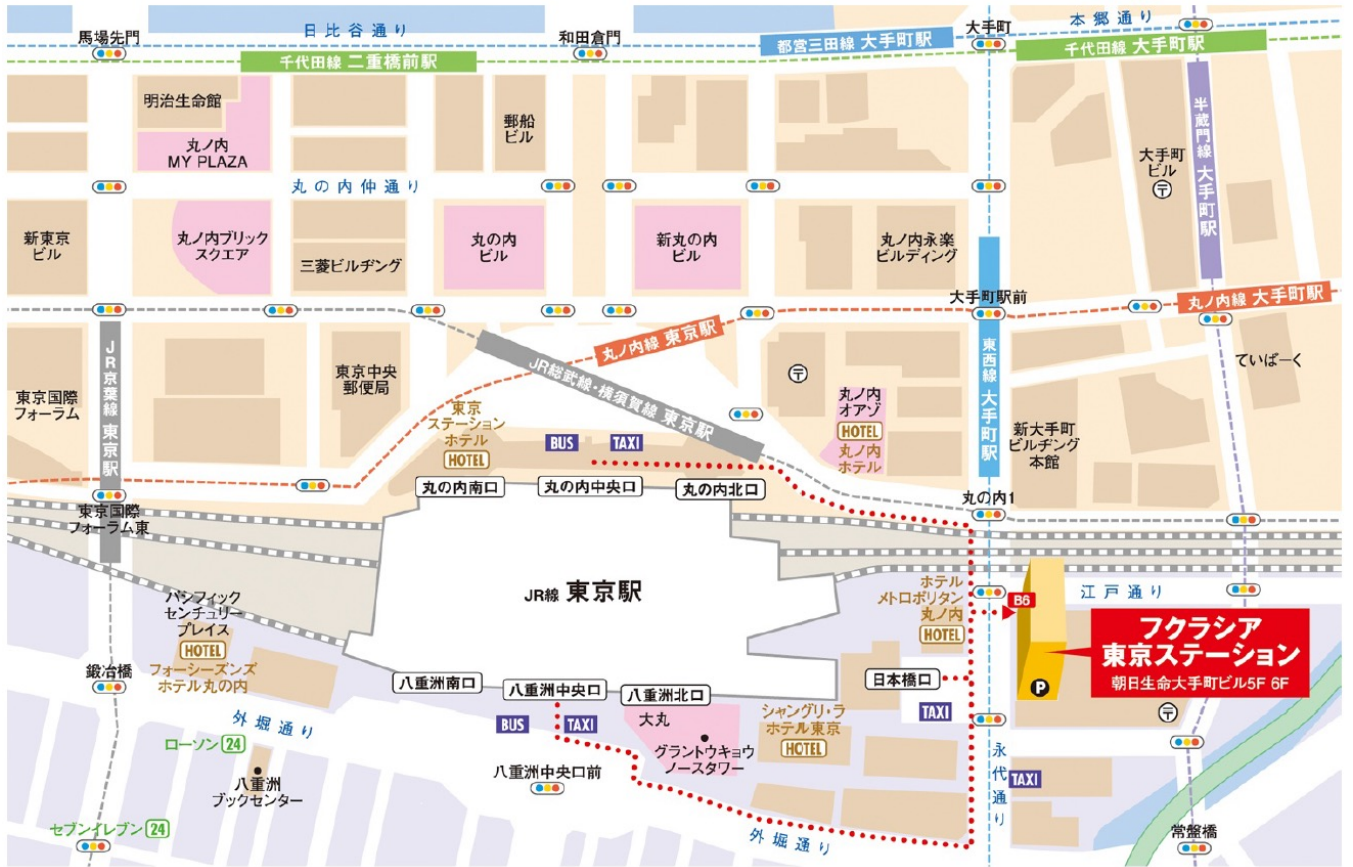 日比谷通り
本郷通り
馬場先門
和田倉門
大手町
都営三田線 大手町駅
千代田線 二重橋前駅
千代田線 大手町駅
半蔵門線 大手町駅
明治生命館
丸ノ内
MY PLAZA
郵船
ビル
大手町
ビル
〒
丸の内仲通り
新東京
ビル
丸ノ内ブリック
スクエア
三菱ビルヂング
丸の内
ビル
新丸の内
ビル
丸ノ内永楽
ビルディング
大手町駅前
丸ノ内線 大手町駅
丸ノ内線 東京駅
JR総武線・横須賀線 東京駅
JR京葉線 東京駅
東西線 大手町駅
東京国際
フォーラム
東京中央
郵便局
〒
ていぱーく
東京
ステーション
ホテル
HOTEL
BUS
TAXI
丸ノ内
オアゾ
HOTEL
丸ノ内
ホテル
新大手町
ビルヂング
本館
丸の内南口
丸の内中央口
丸の内北口
丸の内1
東京国際
フォーラム東
JR線 東京駅
ホテル
メトロポリタン
丸ノ内
HOTEL
B6
江戸通り
フクラシア
東京ステーション
朝日生命大手町ビル5F 6F
P
〒
パシフィック
センチュリー
プレイス
HOTEL
フォーシーズンズ
ホテル丸の内
鍛冶橋
八重洲南口
八重洲中央口
八重洲北口
日本橋口
BUS
TAXI
TAXI
大丸
グラントウキョウ
ノースタワー
シャングリ・ラ
ホテル東京
HOTEL
外堀通り
ローソン 24
八重洲
ブックセンター
八重洲中央口前
永代通り
TAXI
セブンイレブン 24
外堀通り
常盤橋